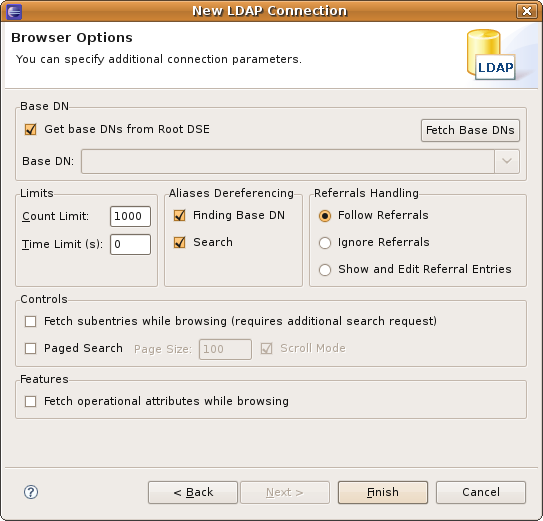 New LDAP Connection
Browser Options
You can specify additional connection parameters.
LDAP
Base DN
Get base DNs from Root DSE
Fetch Base DNs
Base DN:
Limits
Count Limit: 1000
Time Limit (s): 0
Aliases Dereferencing
Finding Base DN
Search
Referrals Handling
Follow Referrals
Ignore Referrals
Show and Edit Referral Entries
Controls
Fetch subentries while browsing (requires additional search request)
Paged Search Page Size: 100 Scroll Mode
Features
Fetch operational attributes while browsing
? < Back Next > Finish Cancel